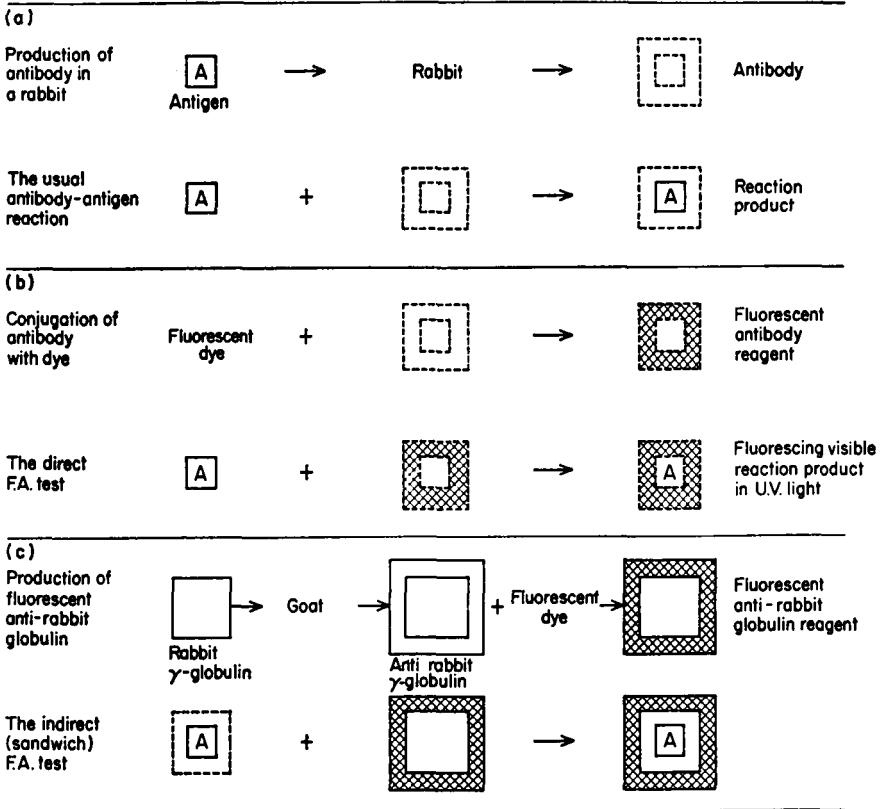 (a)
Production of
antibody in
a rabbit
A
Antigen
→
Rabbit
→
Antibody
The usual
antibody-antigen
reaction
A
+
→
A
Reaction
product
(b)
Conjugation of
antibody
with dye
Fluorescent
dye
+
→
Fluorescent
antibody
reagent
The direct
F.A. test
A
+
→
A
Fluorescing visible
reaction product
in U.V. light
(c)
Production of
fluorescent
anti-rabbit
globulin
Rabbit
γ-globulin
→
Goat
→
Anti rabbit
γ-globulin
+
Fluorescent
dye
→
Fluorescent
anti-rabbit
globulin reagent
The indirect
(sandwich)
F.A. test
A
+
→
A